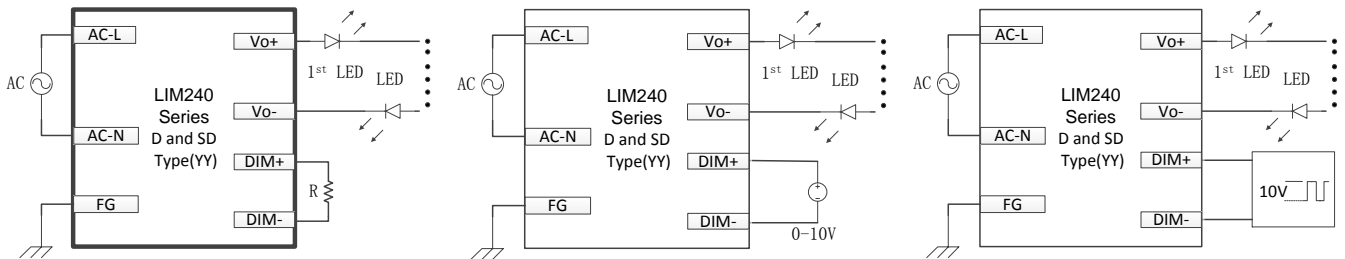 AC-L
Vo+
1st LED
LED
AC
LIM240
Series
D and SD
Type(YY)
Vo-
AC-N
DIM+
R
FG
DIM-
AC-L
Vo+
1st LED
LED
AC
LIM240
Series
D and SD
Type(YY)
Vo-
AC-N
DIM+
FG
DIM-
0-10V
AC-L
Vo+
1st LED
LED
AC
LIM240
Series
D and SD
Type(YY)
Vo-
AC-N
DIM+
10V
FG
DIM-